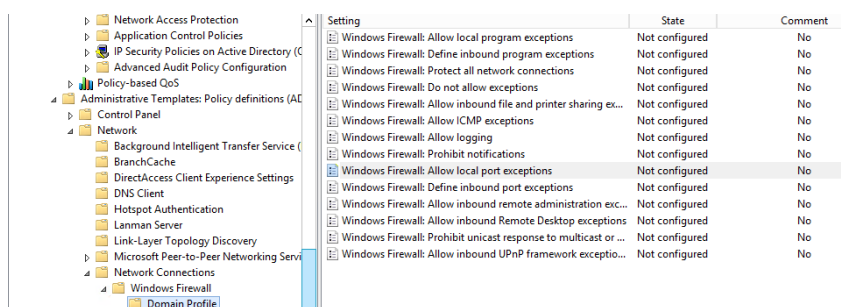 Network Access Protection
Application Control Policies
IP Security Policies on Active Directory (C
Advanced Audit Policy Configuration
Policy-based QoS
Administrative Templates: Policy definitions (AD
Control Panel
Network
Background Intelligent Transfer Service (
BranchCache
DirectAccess Client Experience Settings
DNS Client
Hotspot Authentication
Lanman Server
Link-Layer Topology Discovery
Microsoft Peer-to-Peer Networking Servi
Network Connections
Windows Firewall
Domain Profile
Setting State Comment
Windows Firewall: Allow local program exceptions Not configured No
Windows Firewall: Define inbound program exceptions Not configured No
Windows Firewall: Protect all network connections Not configured No
Windows Firewall: Do not allow exceptions Not configured No
Windows Firewall: Allow inbound file and printer sharing ex... Not configured No
Windows Firewall: Allow ICMP exceptions Not configured No
Windows Firewall: Allow logging Not configured No
Windows Firewall: Prohibit notifications Not configured No
Windows Firewall: Allow local port exceptions Not configured No
Windows Firewall: Define inbound port exceptions Not configured No
Windows Firewall: Allow inbound remote administration exc... Not configured No
Windows Firewall: Allow inbound Remote Desktop exceptions Not configured No
Windows Firewall: Prohibit unicast response to multicast or ... Not configured No
Windows Firewall: Allow inbound UPnP framework exceptio... Not configured No